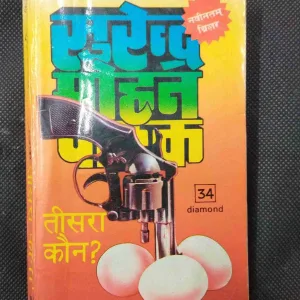 नवीनतम्
थ्रिलर
सुरेन्द्र
मोहन
पाठक
34
diamond
तीसरा
कौन?